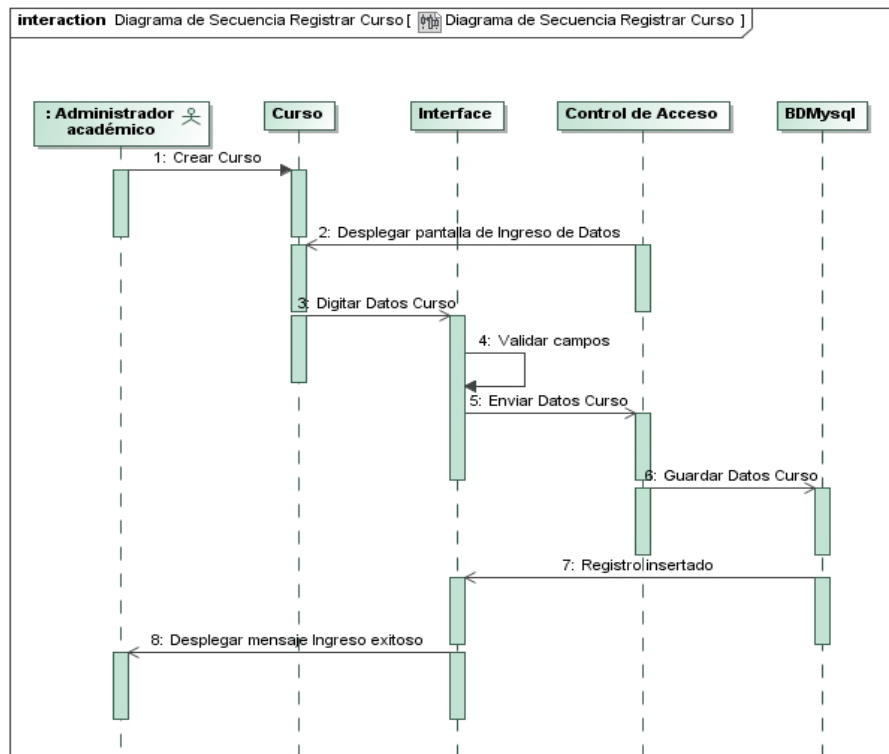 interaction Diagrama de Secuencia Registrar Curso [ Diagrama de Secuencia Registrar Curso ]
: Administrador
académico
Curso
Interface
Control de Acceso
BDMysql
1: Crear Curso
2: Desplegar pantalla de Ingreso de Datos
3: Digitar Datos Curso
4: Validar campos
5: Enviar Datos Curso
6: Guardar Datos Curso
7: Registro insertado
8: Desplegar mensaje Ingreso exitoso